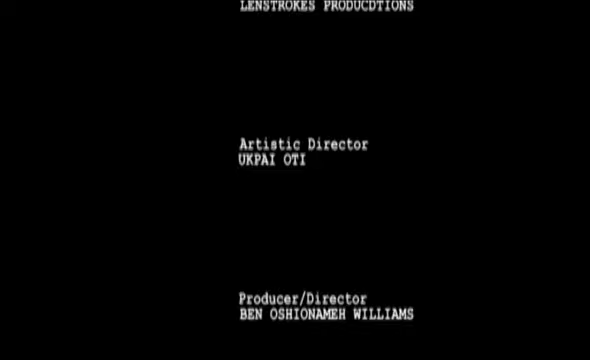 LENSTROKES PRODUCDTIONS
Artistic Director
UKPAI OTI
Producer/Director
BEN OSHIONAMEH WILLIAMS